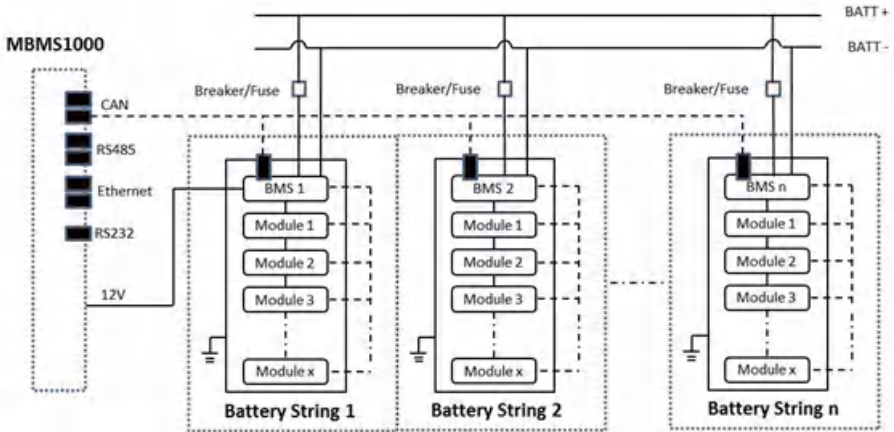 BATT +
MBMS1000
BATT -
Breaker/Fuse
Breaker/Fuse
Breaker/Fuse
CAN
RS485
Ethernet
RS232
12V
BMS 1
Module 1
Module 2
Module 3
Module x
Battery String 1
BMS 2
Module 1
Module 2
Module 3
Module x
Battery String 2
BMS n
Module 1
Module 2
Module 3
Module x
Battery String n